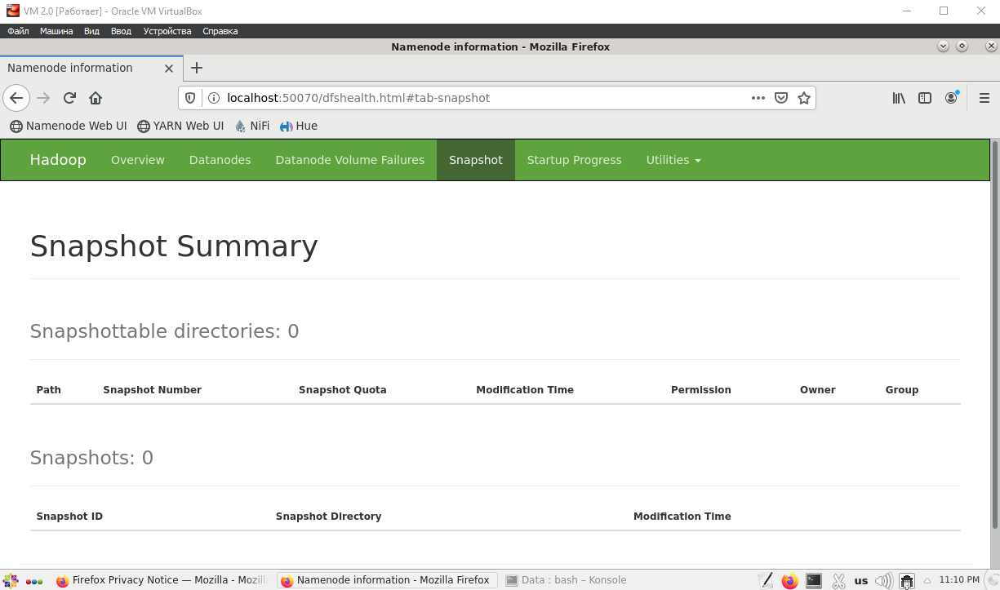 VM 2.0 [Работает] - Oracle VM VirtualBox
Файл Машина Вид Ввод Устройства Справка
Namenode information - Mozilla Firefox
Namenode information
localhost:50070/dfshealth.html#tab-snapshot
Namenode Web UI YARN Web UI NiFi Hue
Hadoop Overview Datanodes Datanode Volume Failures Snapshot Startup Progress Utilities
Snapshot Summary
Snapshottable directories: 0
Path Snapshot Number Snapshot Quota Modification Time Permission Owner Group
Snapshots: 0
Snapshot ID Snapshot Directory Modification Time
Firefox Privacy Notice — Mozilla - Mozill Namenode information - Mozilla Firefox Data : bash – Konsole us 11:10 PM